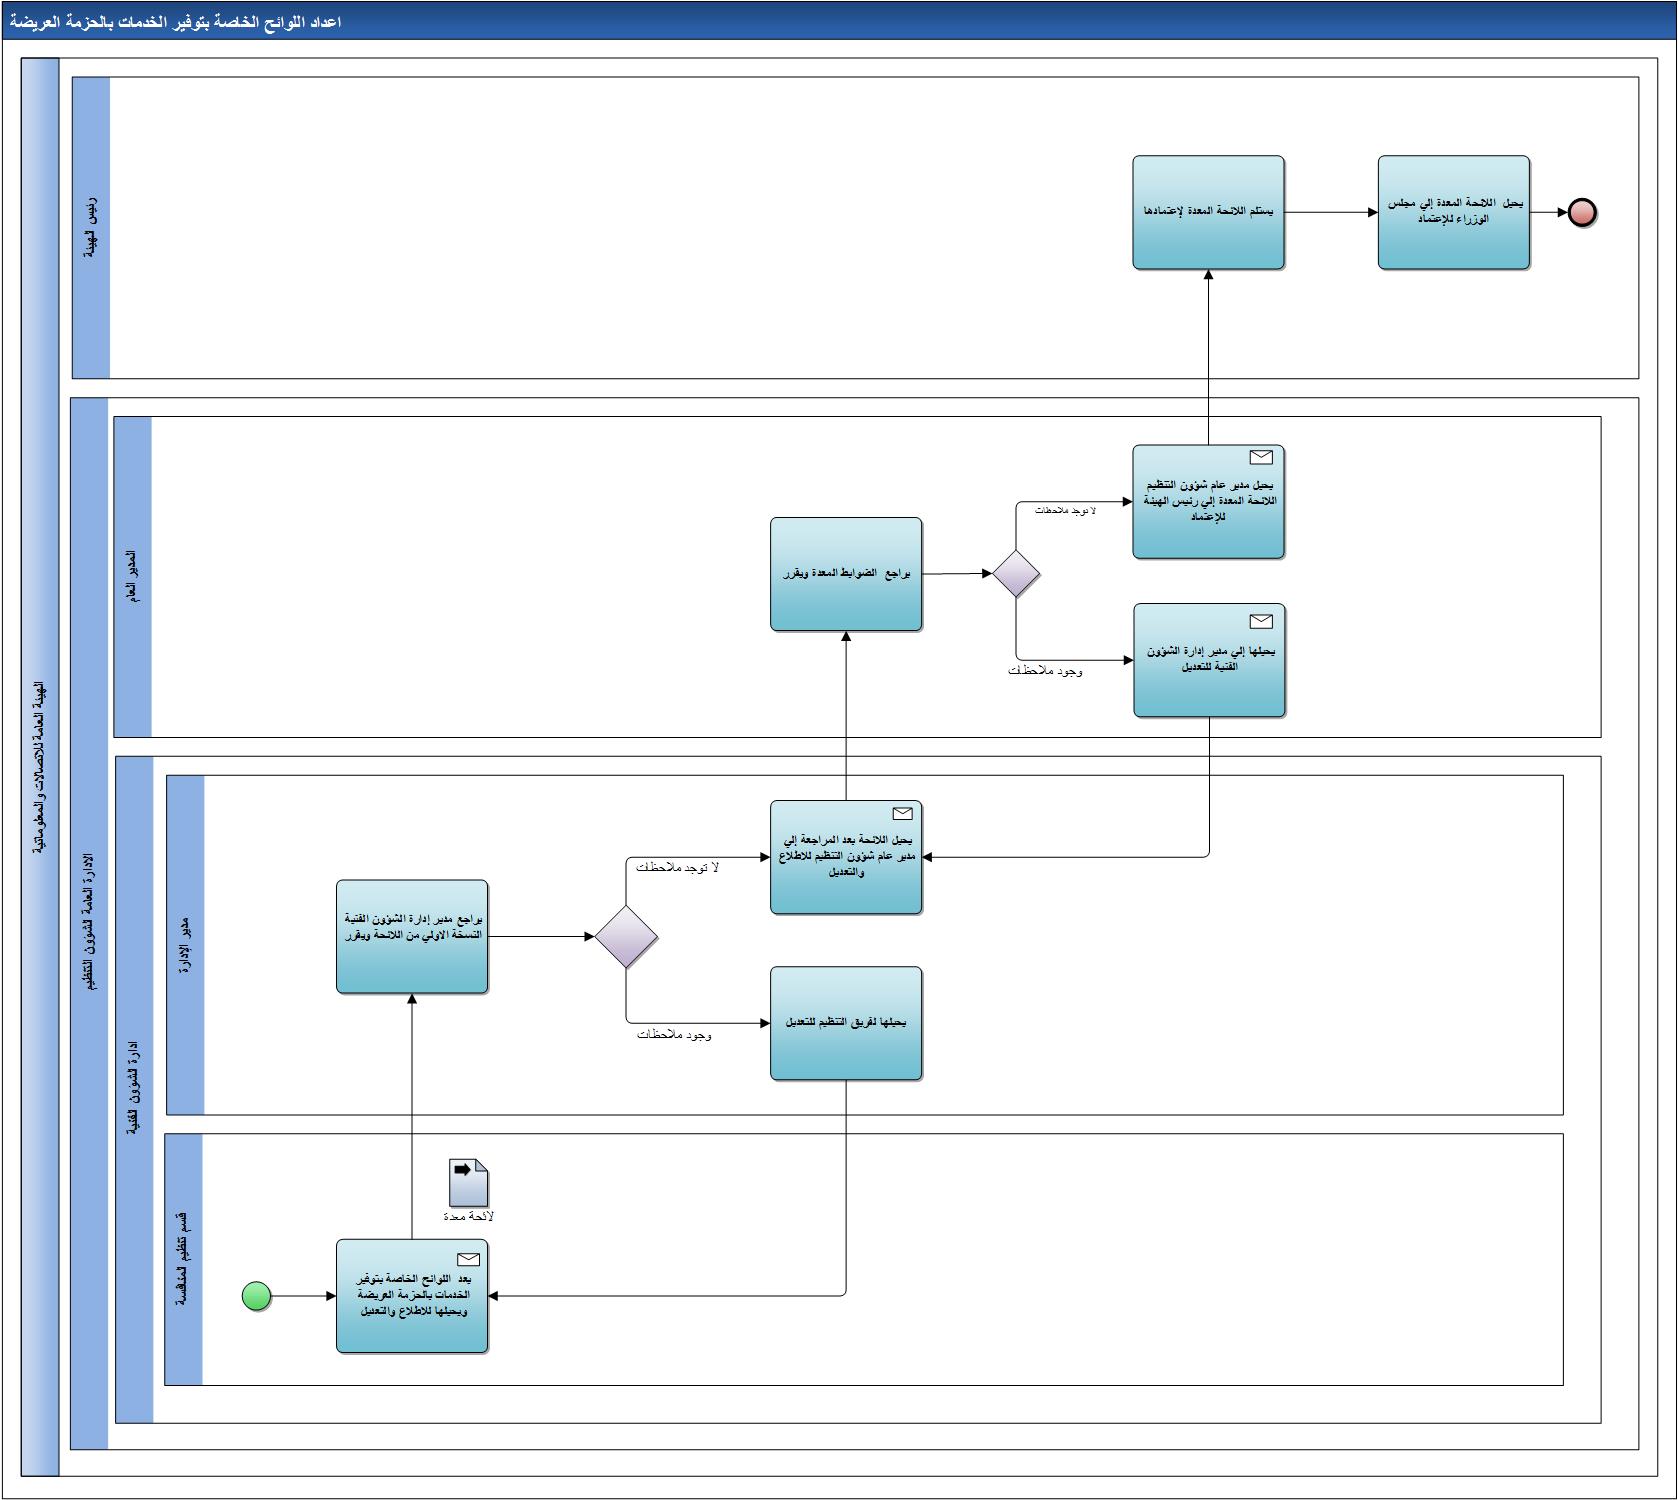 اعداد اللوائح الخاصة بتوفير الخدمات بالحزمة العريضة
الهيئة العامة للاتصالات والمعلوماتية
رئيس الهيئة
يستلم اللائحة المعدة لإعتمادها
يحيل اللائحة المعدة إلي مجلس
الوزراء للإعتماد
الادارة العامة لشؤون التنظيم
المدير العام
يراجع الضوابط المعدة ويقرر
لا توجد ملاحظات
وجود ملاحظات
يحيل مدير عام شؤون التنظيم
اللائحة المعدة إلي رئيس الهيئة
للإعتماد
يحيلها إلي مدير إدارة الشؤون
الفنية للتعديل
ادارة الشؤون الفنية
مدير الإدارة
يراجع مدير إدارة الشؤون الفنية
النسخة الاولي من اللائحة ويقرر
لا توجد ملاحظات
وجود ملاحظات
يحيل اللائحة بعد المراجعة إلي
مدير عام شؤون التنظيم للاطلاع
والتعديل
يحيلها لفريق التنظيم للتعديل
قسم تنظيم المنافسة
لائحة معدة
يعد اللوائح الخاصة بتوفير
الخدمات بالحزمة العريضة
ويحيلها للاطلاع والتعديل